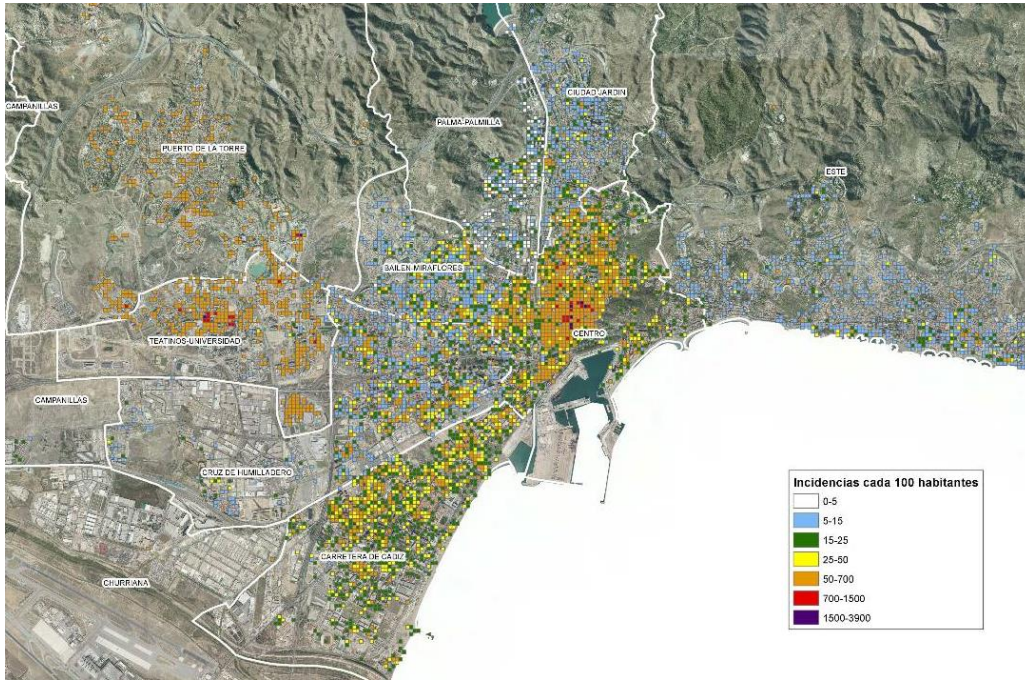 CIUDAD JARDIN
CAMPANILLAS
PALMA-PALMILLA
PUERTO DE LA TORRE
ESTE
BAILEN-MIRAFLORES
CENTRO
TEATINOS-UNIVERSIDAD
CAMPANILLAS
CRUZ DE HUMILLADERO
CARRETERA DE CADIZ
CHURRIANA
Incidencias cada 100 habitantes
0-5
5-15
15-25
25-50
50-700
700-1500
1500-3900